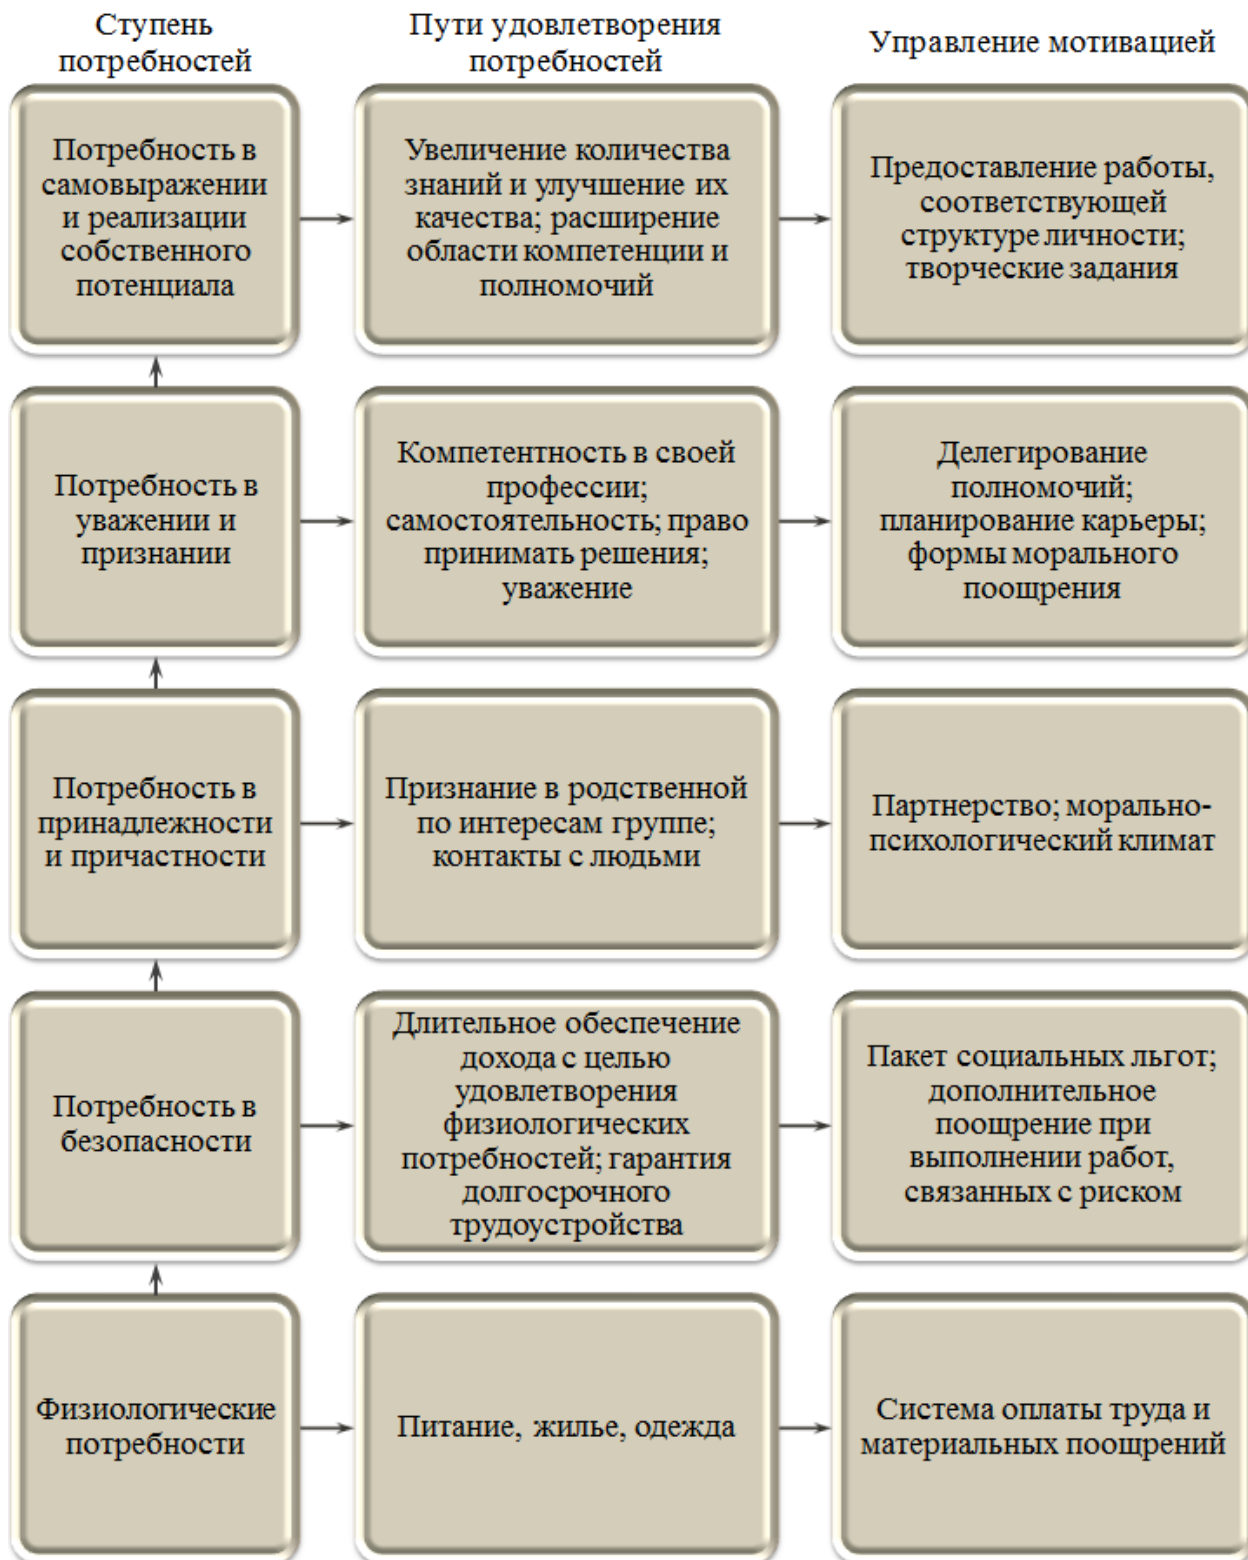 Ступень
потребностей
Пути удовлетворения
потребностей
Управление мотивацией
Потребность в
самовыражении
и реализации
собственного
потенциала
Увеличение количества
знаний и улучшение их
качества; расширение
области компетенции и
полномочий
Предоставление работы,
соответствующей
структуре личности;
творческие задания
Потребность в
уважении и
признании
Компетентность в своей
профессии;
самостоятельность; право
принимать решения;
уважение
Делегирование
полномочий;
планирование карьеры;
формы морального
поощрения
Потребность в
принадлежности
и причастности
Признание в родственной
по интересам группе;
контакты с людьми
Партнерство; морально-
психологический климат
Потребность в
безопасности
Длительное обеспечение
дохода с целью
удовлетворения
физиологических
потребностей; гарантия
долгосрочного
трудоустройства
Пакет социальных льгот;
дополнительное
поощрение при
выполнении работ,
связанных с риском
Физиологические
потребности
Питание, жилье, одежда
Система оплаты труда и
материальных поощрений